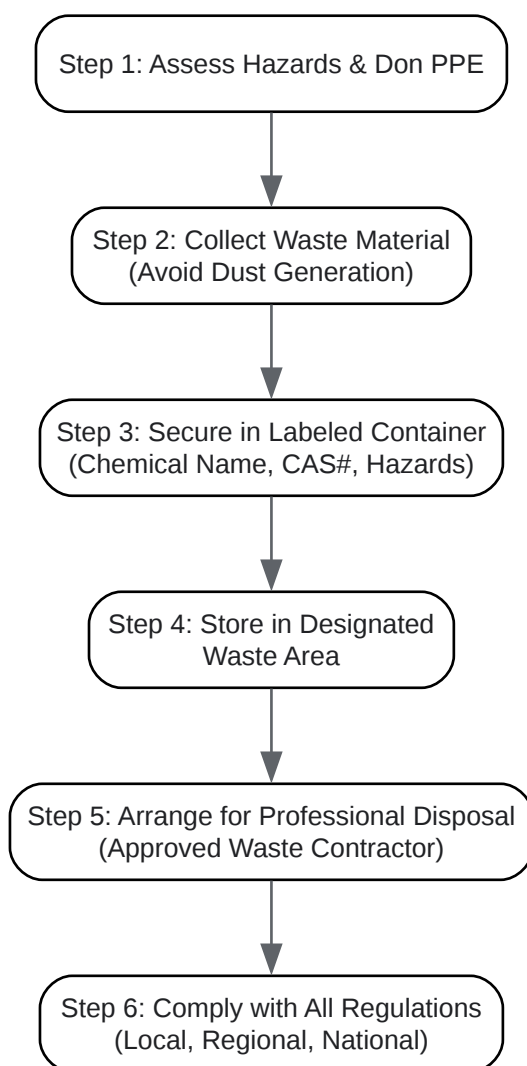 Step 1: Assess Hazards & Don PPE
Step 2: Collect Waste Material
(Avoid Dust Generation)
Step 3: Secure in Labeled Container
(Chemical Name, CAS#, Hazards)
Step 4: Store in Designated
Waste Area
Step 5: Arrange for Professional Disposal
(Approved Waste Contractor)
Step 6: Comply with All Regulations
(Local, Regional, National)